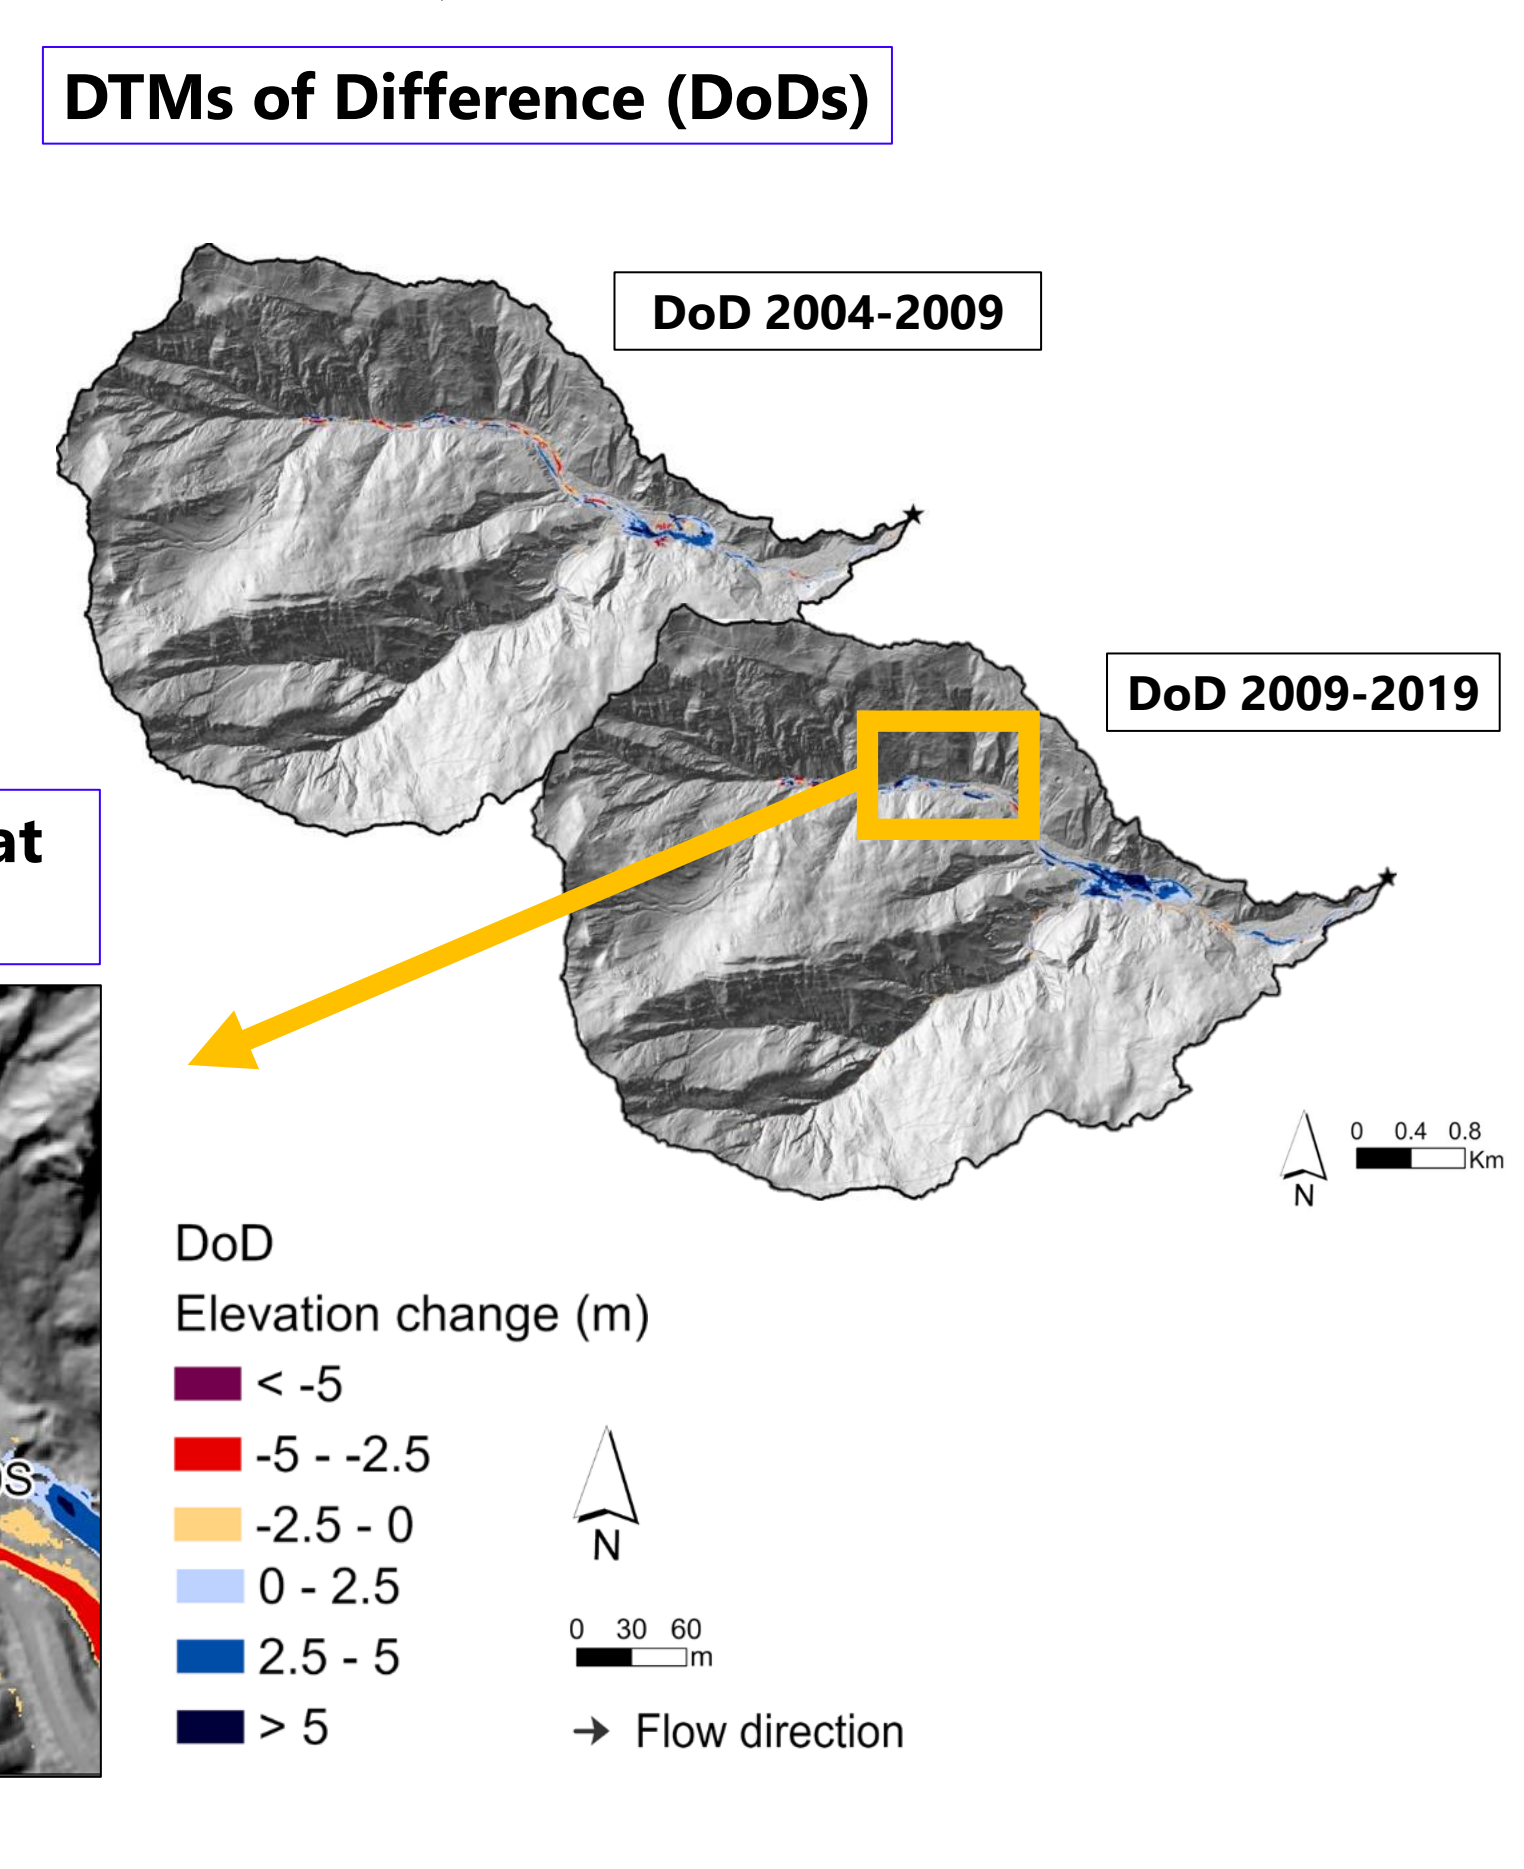 DTMs of Difference (DoDs)
DoD 2004-2009
DoD 2009-2019
at
0 0.4 0.8
Km
N
DoD
Elevation change (m)
< -5
-5 - -2.5
-2.5 - 0
0 - 2.5
2.5 - 5
> 5
N
0 30 60
m
Flow direction